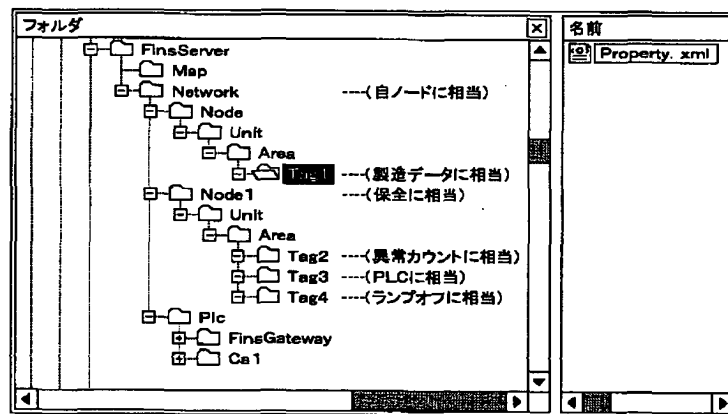 フォルダ
名前
FinsServer
Property. xml
Map
Network ----(自ノードに相当)
Node
Unit
Area
Tag1 ----(製造データに相当)
Node1 ----(保全に相当)
Unit
Area
Tag2 ----(異常カウントに相当)
Tag3 ----(PLCに相当)
Tag4 ----(ランプオフに相当)
Plc
FinsGateway
Ca1